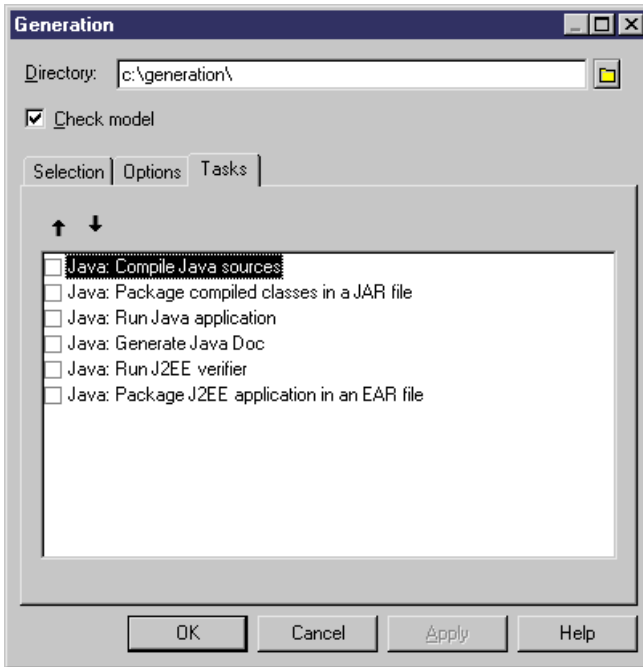 Generation
Directory: c:\generation\
Check model
Selection Options Tasks
Java: Compile Java sources
Java: Package compiled classes in a JAR file
Java: Run Java application
Java: Generate Java Doc
Java: Run J2EE verifier
Java: Package J2EE application in an EAR file
OK Cancel Apply Help